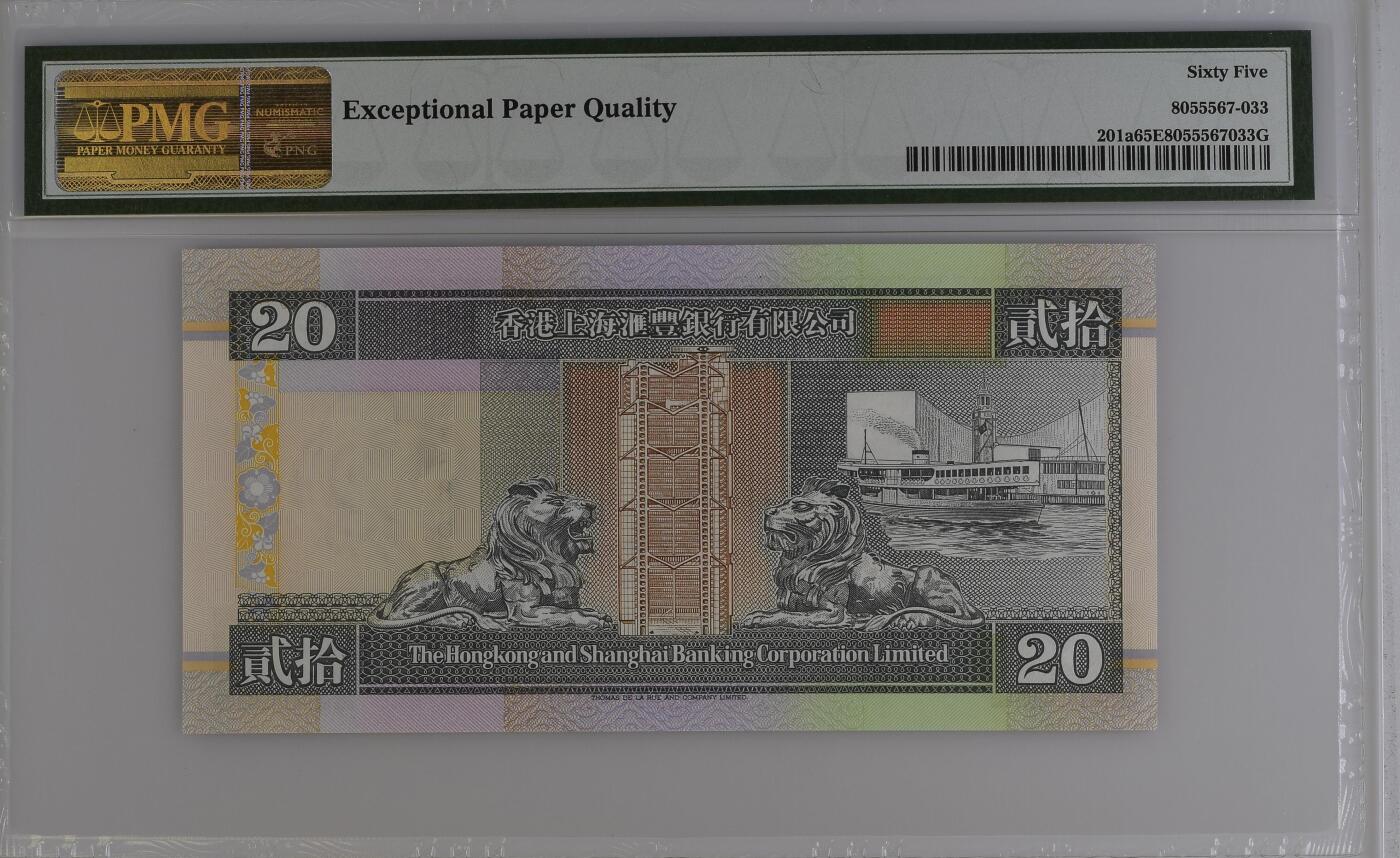 PMG
PAPER MONEY GUARANTY
NUMISMATIC
PNG
Exceptional Paper Quality
Sixty Five
8055567-033
201a65E8055567033G
20
香港上海滙豐銀行有限公司
貳拾
貳拾
The Hongkong and Shanghai Banking Corporation Limited
20
THOMAS DE LA RUE AND COMPANY LIMITED.